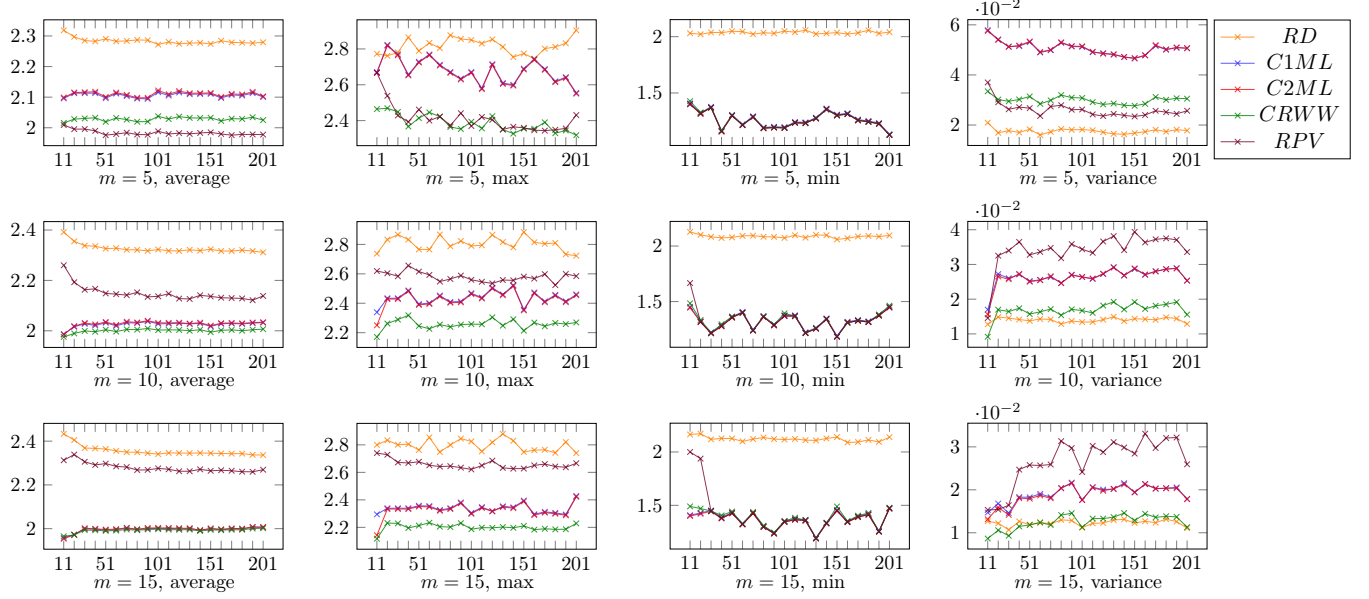 ·10⁻²
2.3
2.2
2.1
2
11 51 101 151 201
m = 5, average
2.8
2.6
2.4
11 51 101 151 201
m = 5, max
2
1.5
11 51 101 151 201
m = 5, min
6
4
2
11 51 101 151 201
m = 5, variance
RD
C1ML
C2ML
CRWW
RPV
2.4
2.2
2
11 51 101 151 201
m = 10, average
2.8
2.6
2.4
2.2
11 51 101 151 201
m = 10, max
2
1.5
11 51 101 151 201
m = 10, min
·10⁻²
4
3
2
1
11 51 101 151 201
m = 10, variance
2.4
2.2
2
11 51 101 151 201
m = 15, average
2.8
2.6
2.4
2.2
11 51 101 151 201
m = 15, max
2
1.5
11 51 101 151 201
m = 15, min
·10⁻²
3
2
1
11 51 101 151 201
m = 15, variance